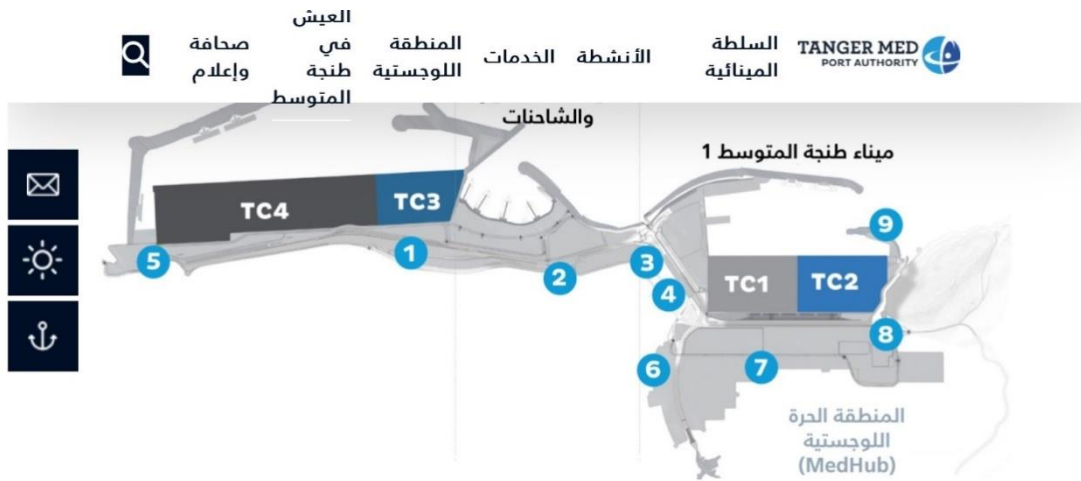 TANGER MED
PORT AUTHORITY
السلطة
المينائية
الأنشطة
الخدمات
المنطقة
اللوجستية
العيش
في
طنجة
المتوسط
صحافة
وإعلام
والشاحنات
ميناء طنجة المتوسط 1
TC4
TC3
TC1
TC2
1
2
3
4
5
6
7
8
9
المنطقة الحرة
اللوجستية
(MedHub)